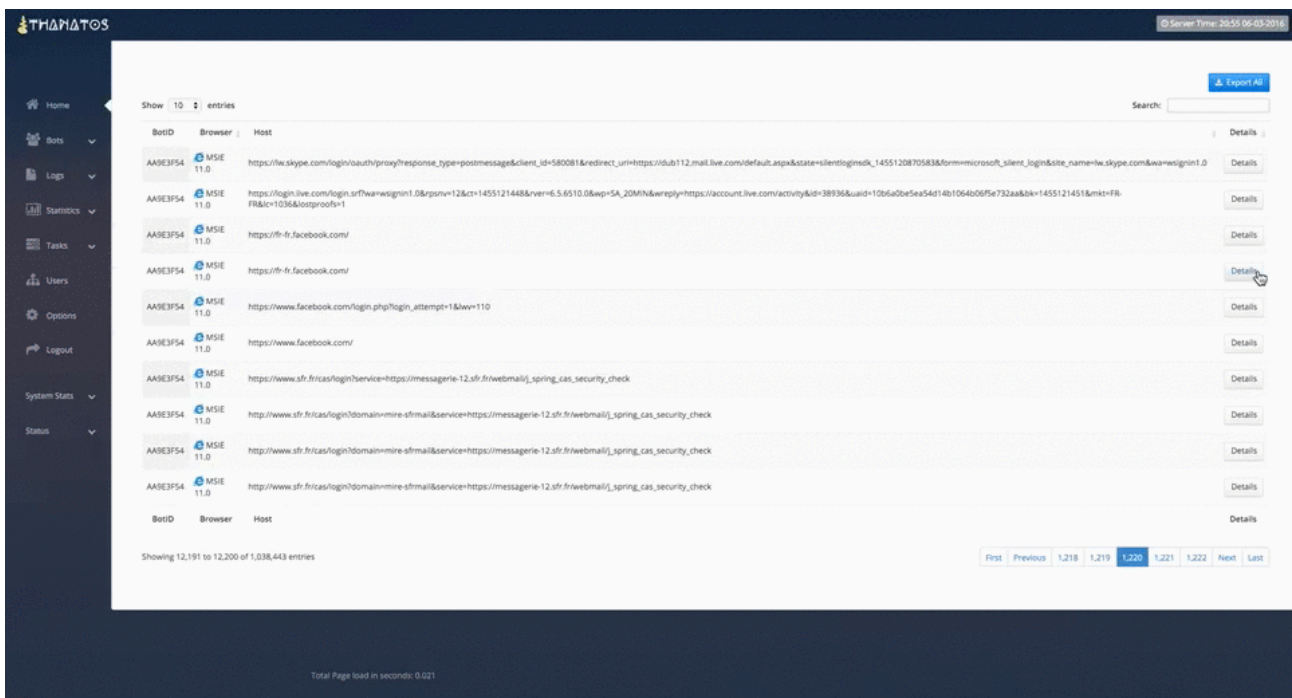 THANATOS
Server Time: 20:55 06-03-2016
Export All
Show 10 entries
Search:
Home
Bots
Logs
Statistics
Tasks
Users
Options
Logout
System Stats
Status
BotID Browser Host Details
AA9E3F54 MSIE 11.0 https://lw.skype.com/login/oauth/proxy?response_type=postmessage&client_id=580081&redirect_uri=https://dub112.mail.live.com/default.aspx&state=silentloginsdk_1455120870583&form=microsoft_silent_login&site_name=lw.skype.com&wa=wsignin1.0 Details
AA9E3F54 MSIE 11.0 https://login.live.com/login.srf?wa=wsignin1.0&rpsnv=12&ct=1455121448&rver=6.5.6510.0&wp=SA_20MIN&wreply=https://account.live.com/activity&id=38936&uaid=10b6a0be5ea54d14b1064b06f5e732aa&bk=1455121451&mkt=FR-
FR&lc=1036&lostproofs=1 Details
AA9E3F54 MSIE 11.0 https://fr-fr.facebook.com/ Details
AA9E3F54 MSIE 11.0 https://fr-fr.facebook.com/ Details
AA9E3F54 MSIE 11.0 https://www.facebook.com/login.php?login_attempt=1&lwv=110 Details
AA9E3F54 MSIE 11.0 https://www.facebook.com/ Details
AA9E3F54 MSIE 11.0 https://www.sfr.fr/cas/login?service=https://messagerie-12.sfr.fr/webmail/j_spring_cas_security_check Details
AA9E3F54 MSIE 11.0 http://www.sfr.fr/cas/login?domain=mire-sfrmail&service=https://messagerie-12.sfr.fr/webmail/j_spring_cas_security_check Details
AA9E3F54 MSIE 11.0 http://www.sfr.fr/cas/login?domain=mire-sfrmail&service=https://messagerie-12.sfr.fr/webmail/j_spring_cas_security_check Details
AA9E3F54 MSIE 11.0 http://www.sfr.fr/cas/login?domain=mire-sfrmail&service=https://messagerie-12.sfr.fr/webmail/j_spring_cas_security_check Details
BotID Browser Host Details
Showing 12,191 to 12,200 of 1,038,443 entries
First Previous 1,218 1,219 1,220 1,221 1,222 Next Last
Total Page load in seconds: 0.021